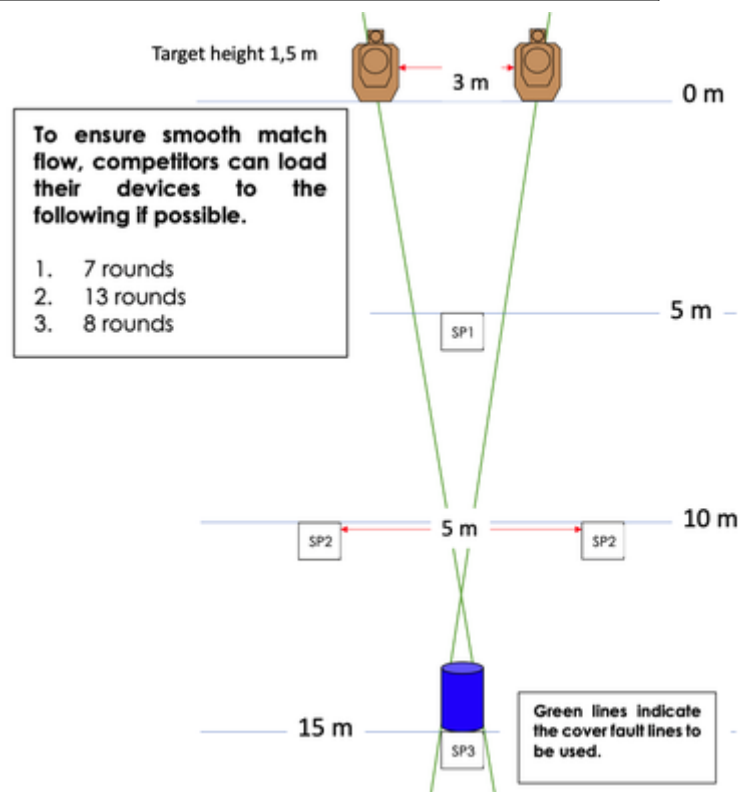 Target height 1,5 m
3 m
0 m
To ensure smooth match
flow, competitors can load
their devices to the
following if possible.
1. 7 rounds
2. 13 rounds
3. 8 rounds
5 m
SP1
10 m
5 m
SP2
SP2
15 m
SP3
Green lines indicate
the cover fault lines to
be used.